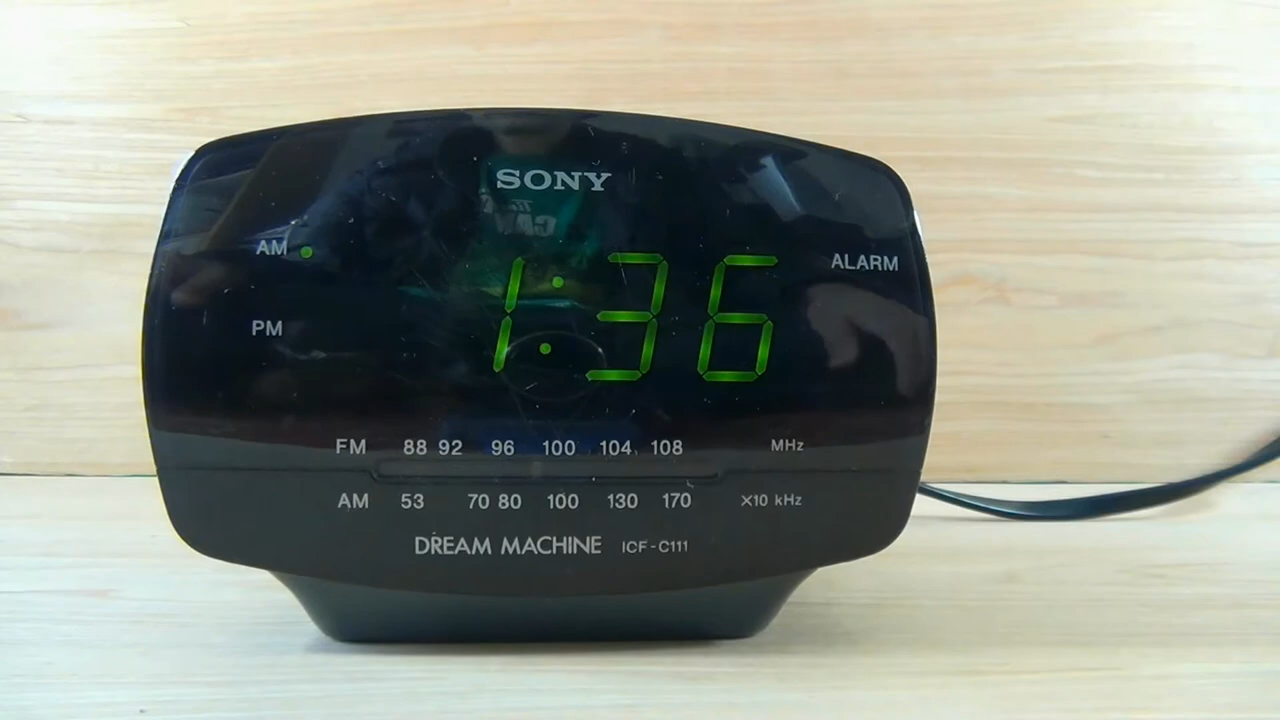 SONY
AM
1:36
ALARM
PM
FM 88 92 96 100 104 108 MHz
AM 53 70 80 100 130 170 X10 kHz
DREAM MACHINE ICF-C111